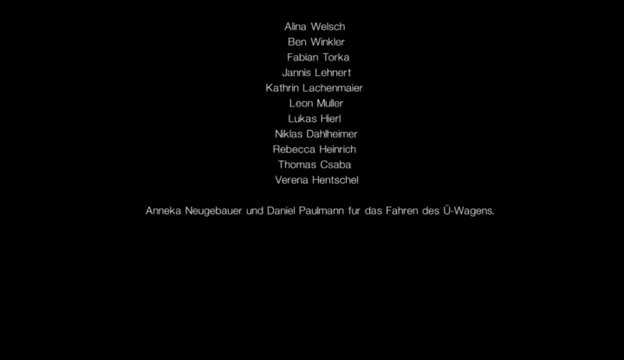 Alina Welsch
Ben Winkler
Fabian Torka
Jannis Lehnert
Kathrin Lachenmaier
Leon Muller
Lukas Hierl
Niklas Dahlheimer
Rebecca Heinrich
Thomas Csaba
Verena Hentschel
Anneka Neugebauer und Daniel Paulmann fur das Fahren des Ü-Wagens.